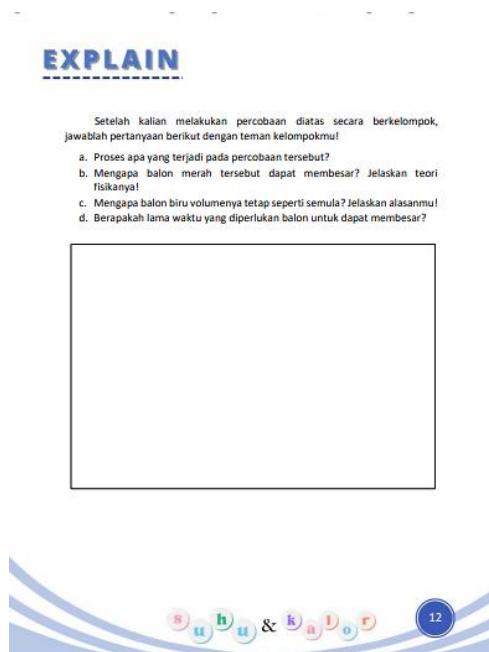 EXPLAIN
Setelah kalian melakukan percobaan diatas secara berkelompok,
jawablah pertanyaan berikut dengan teman kelompokmu!
a. Proses apa yang terjadi pada percobaan tersebut?
b. Mengapa balon merah tersebut dapat membesar? Jelaskan teori
fisikanya!
c. Mengapa balon biru volumenya tetap seperti semula? Jelaskan alasanmu!
d. Berapakah lama waktu yang diperlukan balon untuk dapat membesar?
suhu & kalor
12